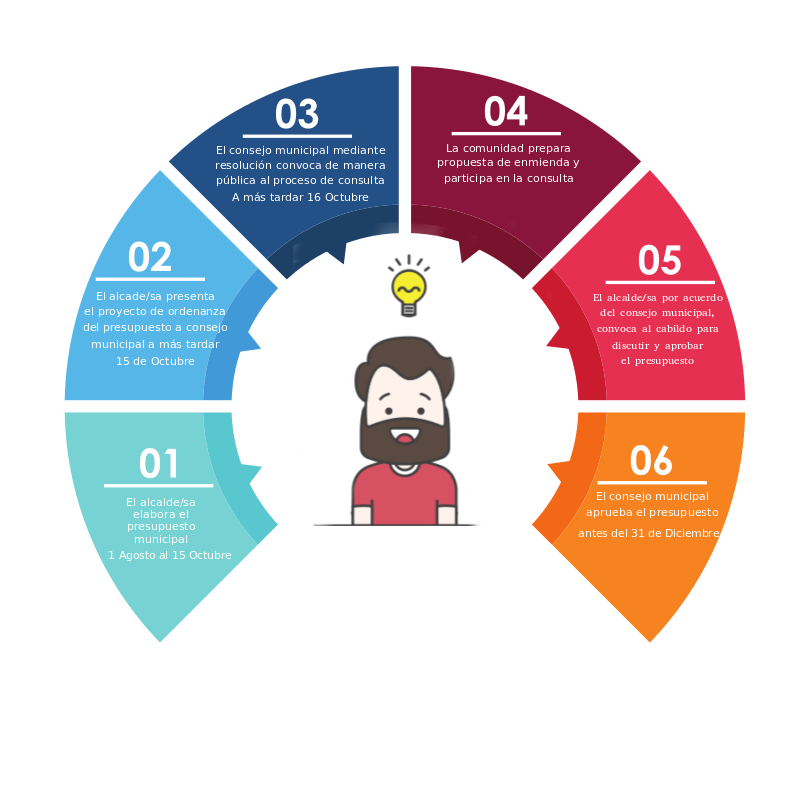 01
El alcalde/sa
elabora el
presupuesto
municipal
1 Agosto al 15 Octubre
02
El alcade/sa presenta
el proyecto de ordenanza
del presupuesto a consejo
municipal a más tardar
15 de Octubre
03
El consejo municipal mediante
resolución convoca de manera
pública al proceso de consulta
A más tardar 16 Octubre
04
La comunidad prepara
propuesta de enmienda y
participa en la consulta
05
El alcalde/sa por acuerdo
del consejo municipal,
convoca al cabildo para
discutir y aprobar
el presupuesto
06
El consejo municipal
aprueba el presupuesto
antes del 31 de Diciembre